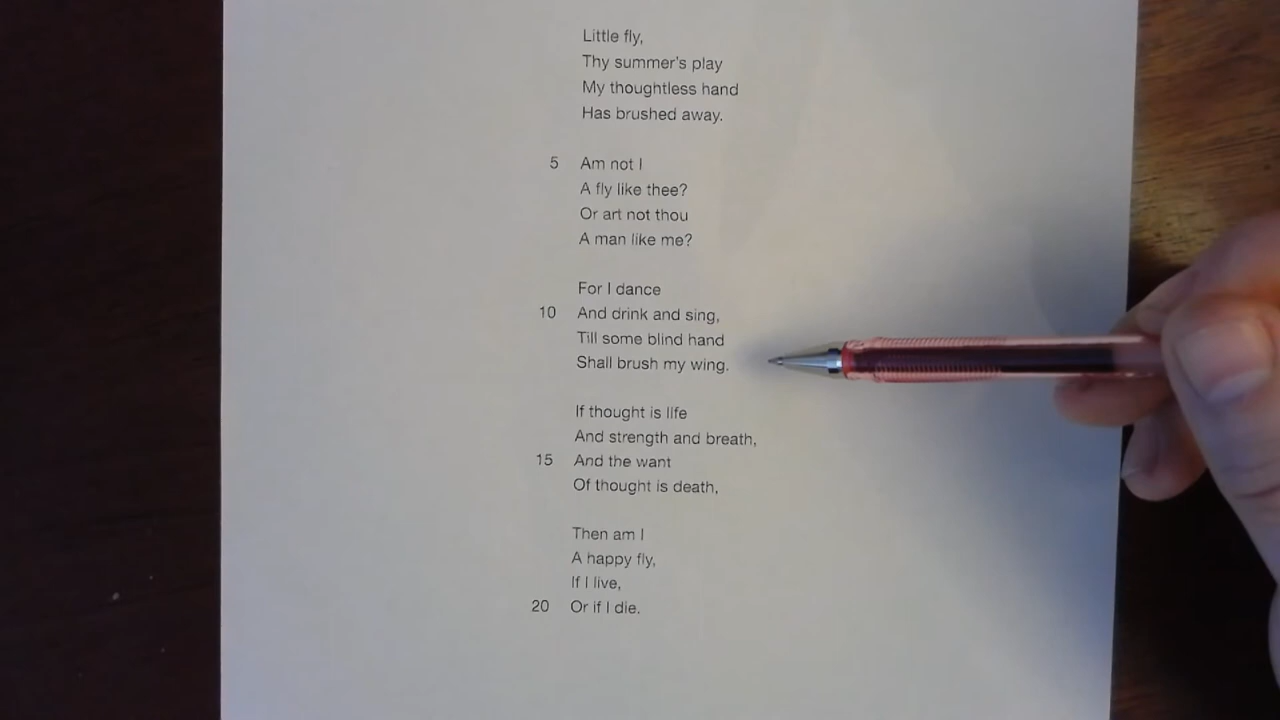 Little fly,
Thy summer's play
My thoughtless hand
Has brushed away.
5 Am not I
A fly like thee?
Or art not thou
A man like me?
For I dance
10 And drink and sing,
Till some blind hand
Shall brush my wing.
If thought is life
And strength and breath,
15 And the want
Of thought is death,
Then am I
A happy fly,
If I live,
20 Or if I die.